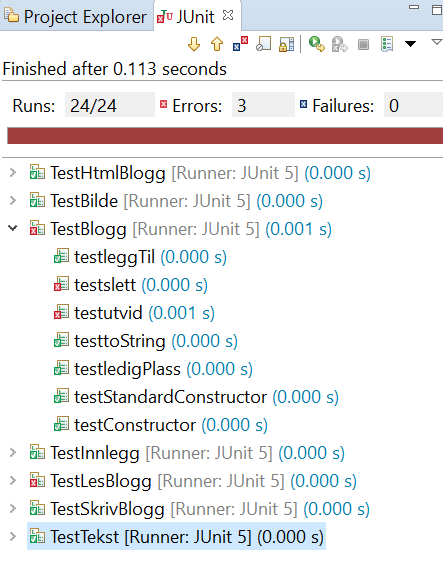 Project Explorer JUnit
Finished after 0.113 seconds
Runs: 24/24 Errors: 3 Failures: 0
TestHtmlBlogg [Runner: JUnit 5] (0.000 s)
TestBilde [Runner: JUnit 5] (0.000 s)
TestBlogg [Runner: JUnit 5] (0.001 s)
testleggTil (0.000 s)
testslett (0.000 s)
testutvid (0.001 s)
testtoString (0.000 s)
testledigPlass (0.000 s)
testStandardConstructor (0.000 s)
testConstructor (0.000 s)
TestInnlegg [Runner: JUnit 5] (0.000 s)
TestLesBlogg [Runner: JUnit 5] (0.000 s)
TestSkrivBlogg [Runner: JUnit 5] (0.000 s)
TestTekst [Runner: JUnit 5] (0.000 s)